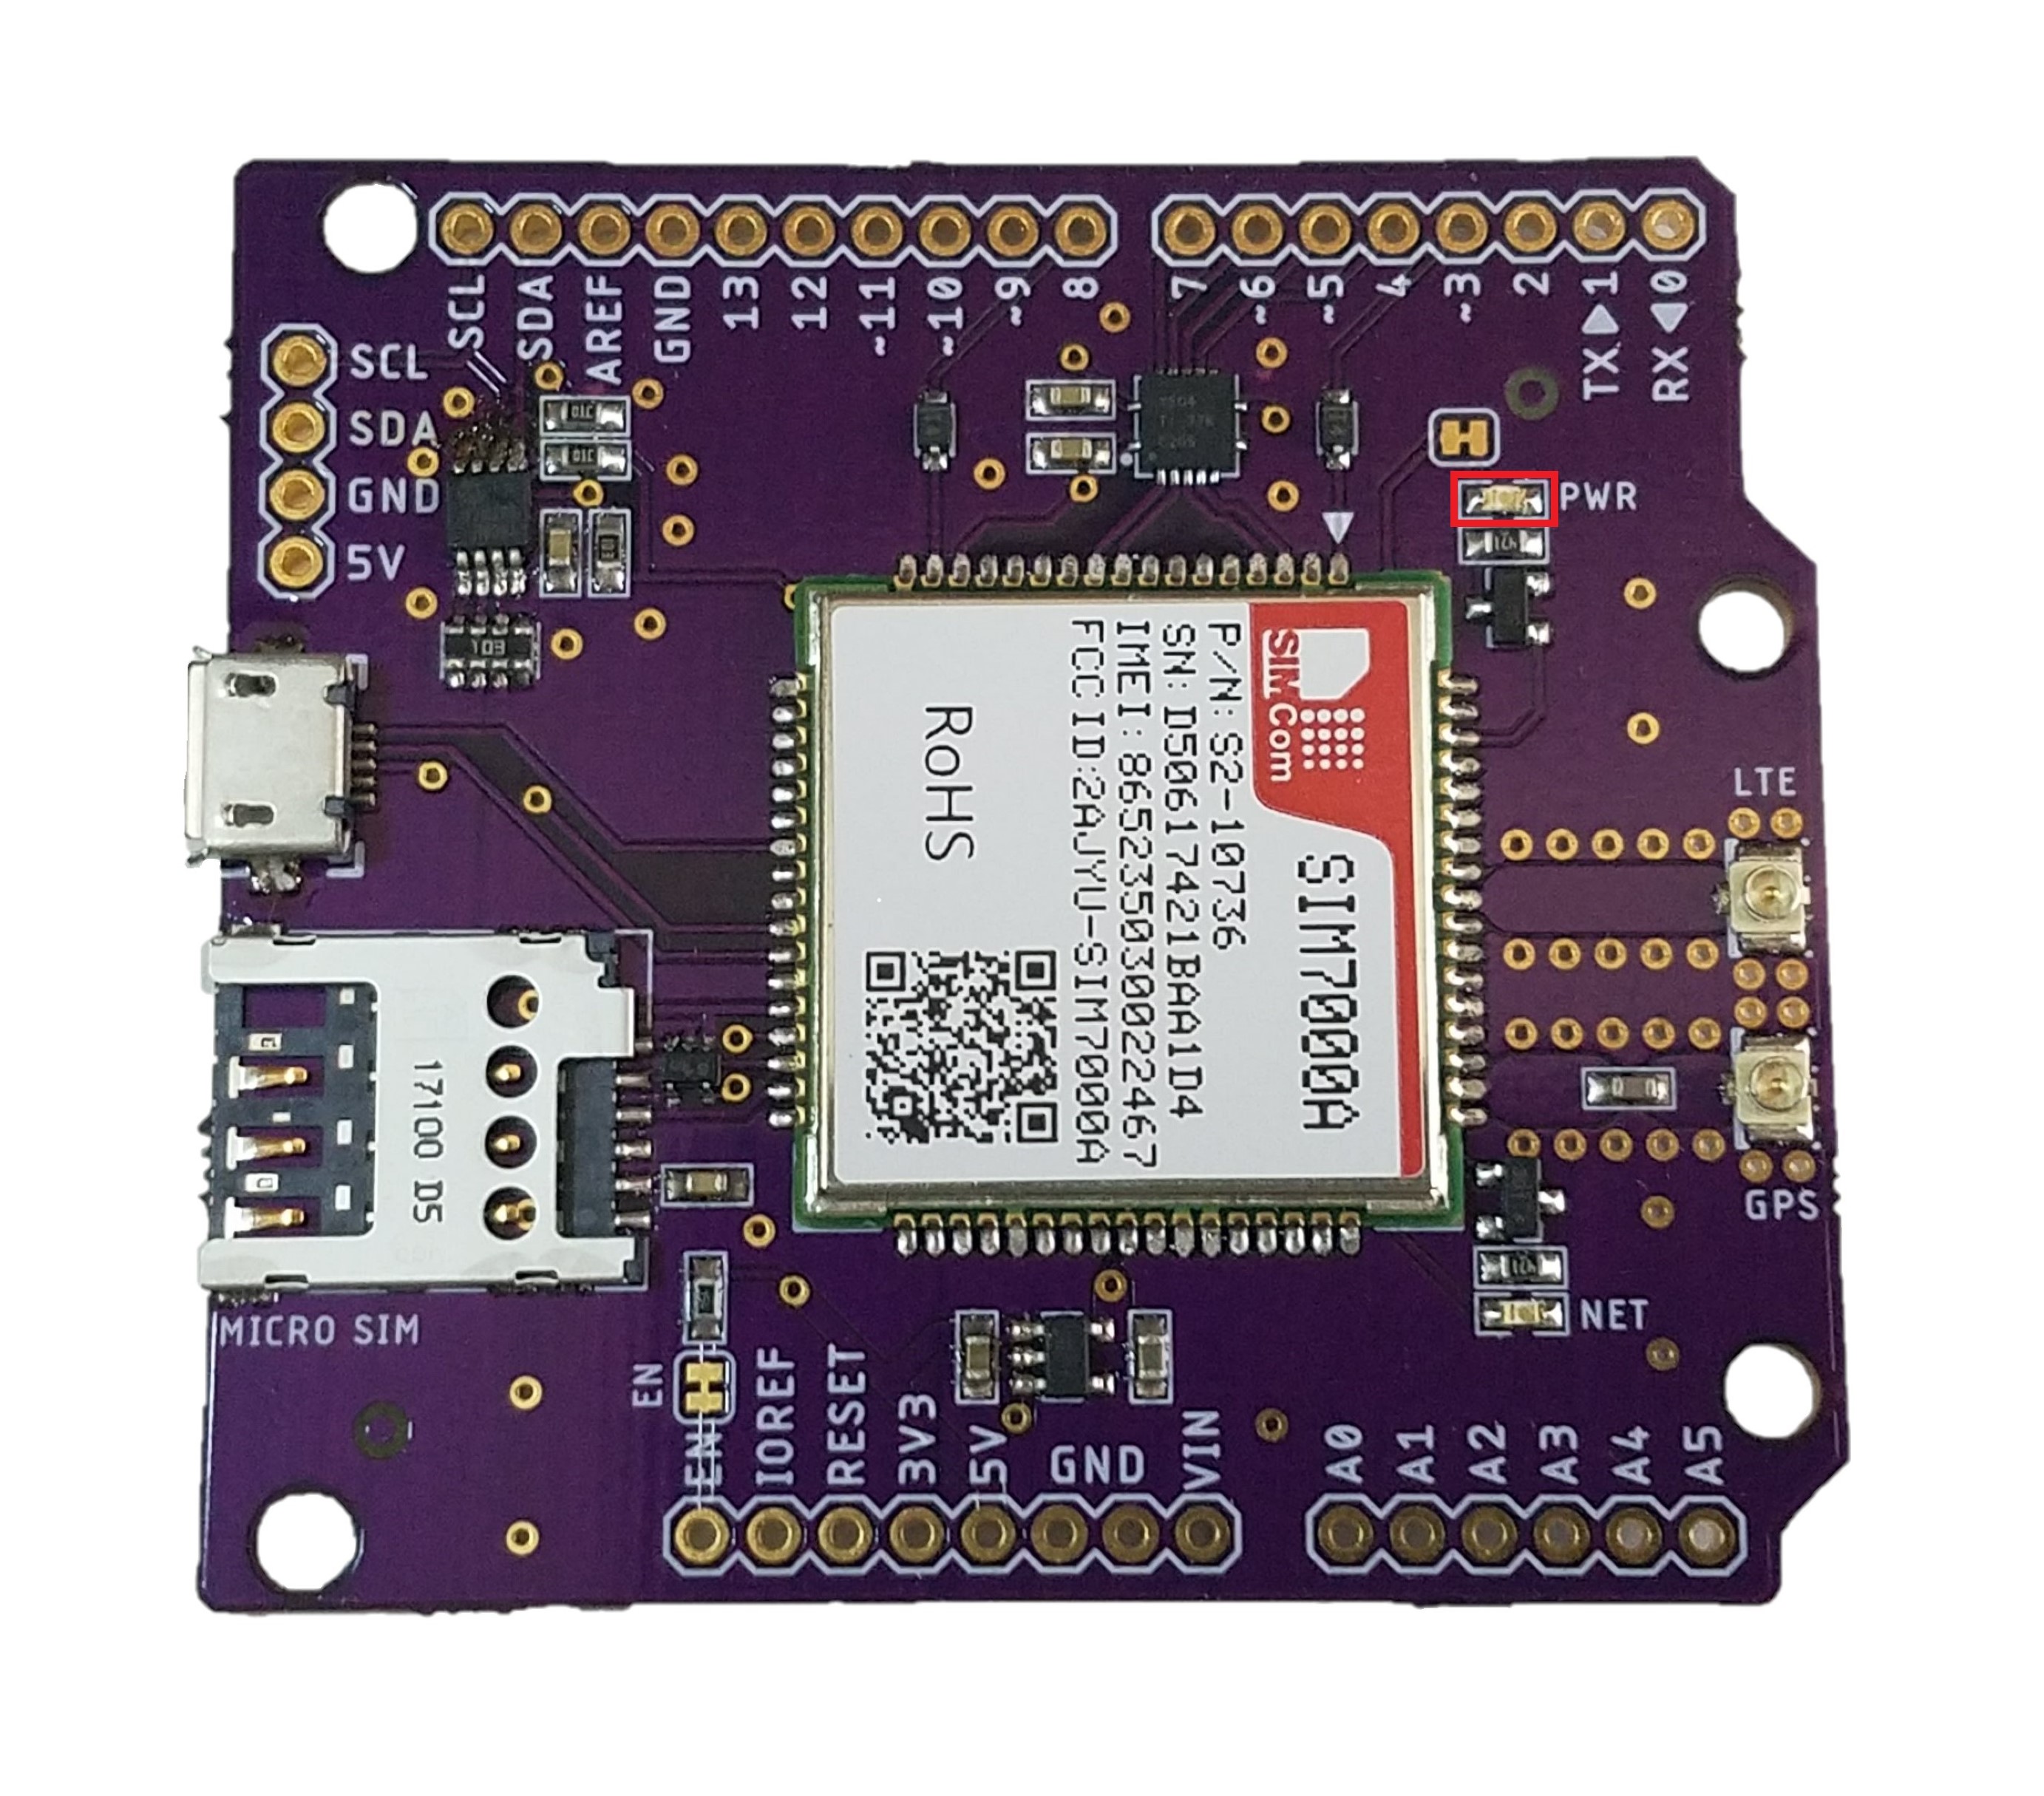 SCL
SDA
AREF
GND
13
12
~11
~10
~9
8
7
~6
~5
4
~3
2
TX▶1
RX◀0
SCL
SDA
GND
5V
PWR
SIMCom
SIM7000A
P/N: S2-10736
SN: D50617421BAA1D4
IMEI: 865235030022467
FCC ID:2AJYU-SIM7000A
RoHS
LTE
GPS
17100 D5
MICRO SIM
NET
EN
EN
IOREF
RESET
3V3
5V
GND
VIN
A0
A1
A2
A3
A4
A5